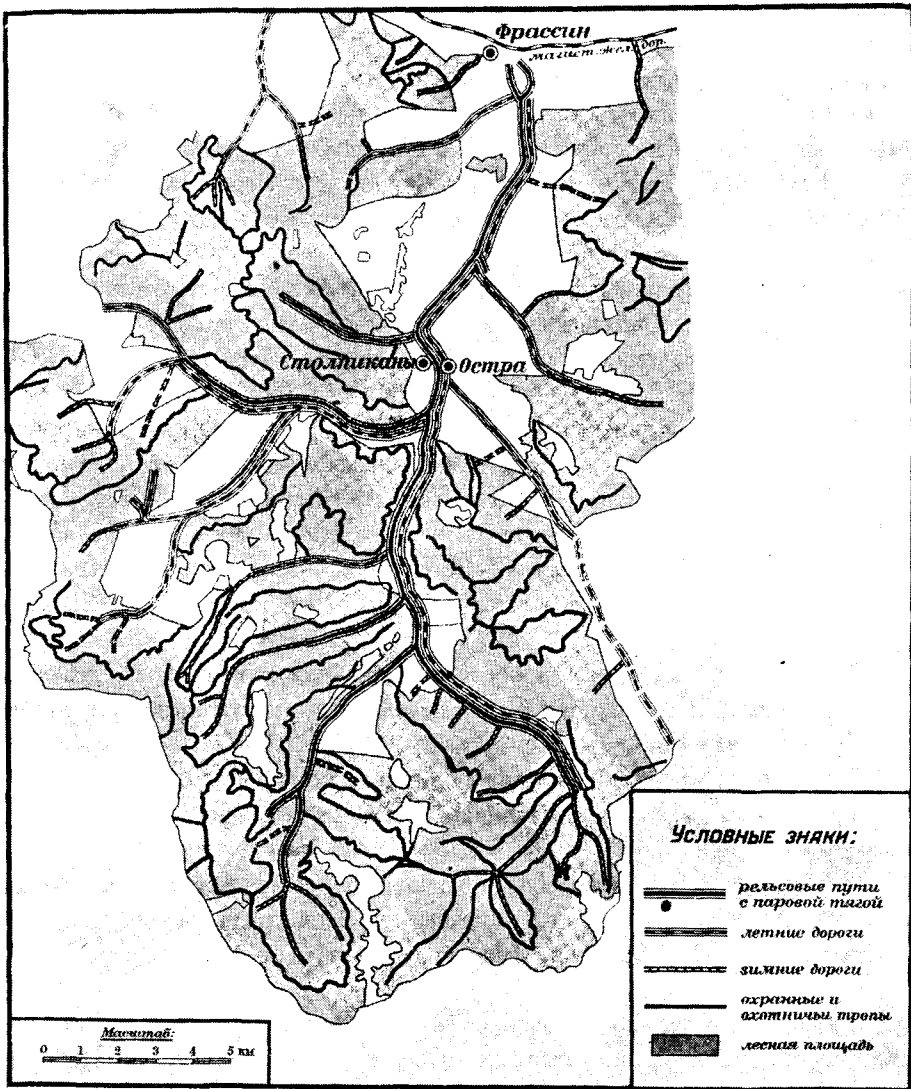 Фрассин
магист. жел. дор.
Столпиканы
Остра
Условные знаки:
рельсовые пути
с паровой тягой
летние дороги
зимние дороги
охранные и
охотничьи тропы
лесная площадь
Масштаб:
0 1 2 3 4 5 км